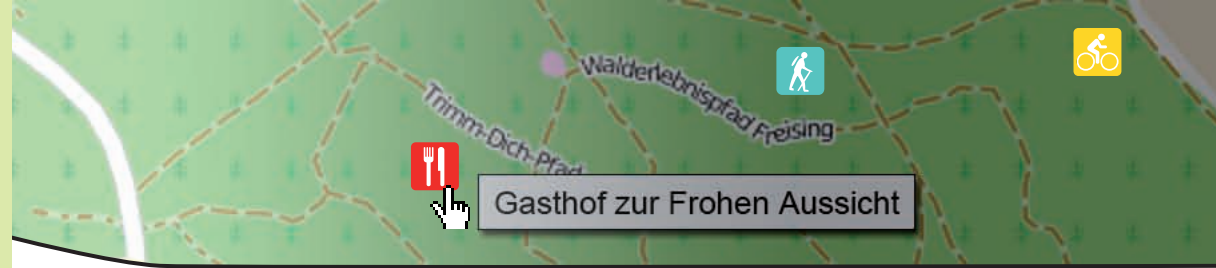 Walderlebnispfad Freising
Trimm-Dich-Pfad
Gasthof zur Frohen Aussicht